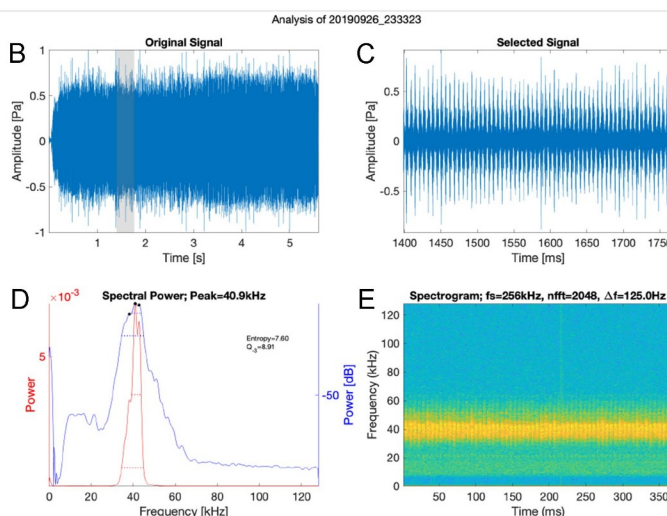 Analysis of 20190926_233323
B
Original Signal
Amplitude [Pa]
1
0.5
0
-0.5
-1
1 2 3 4 5
Time [s]
C
Selected Signal
Amplitude [Pa]
0.5
0
-0.5
1400 1450 1500 1550 1600 1650 1700
Time [ms]
D
×10⁻³
Spectral Power; Peak=40.9kHz
Entropy=7.60
Q-3=8.91
Power
5
Power [dB]
-50
0 20 40 60 80 100 120
Frequency [kHz]
E
Spectrogram; fs=256kHz, nfft=2048, Δf=125.0Hz
Frequency (kHz)
120
100
80
60
40
20
0
50 100 150 200 250 300
Time (ms)